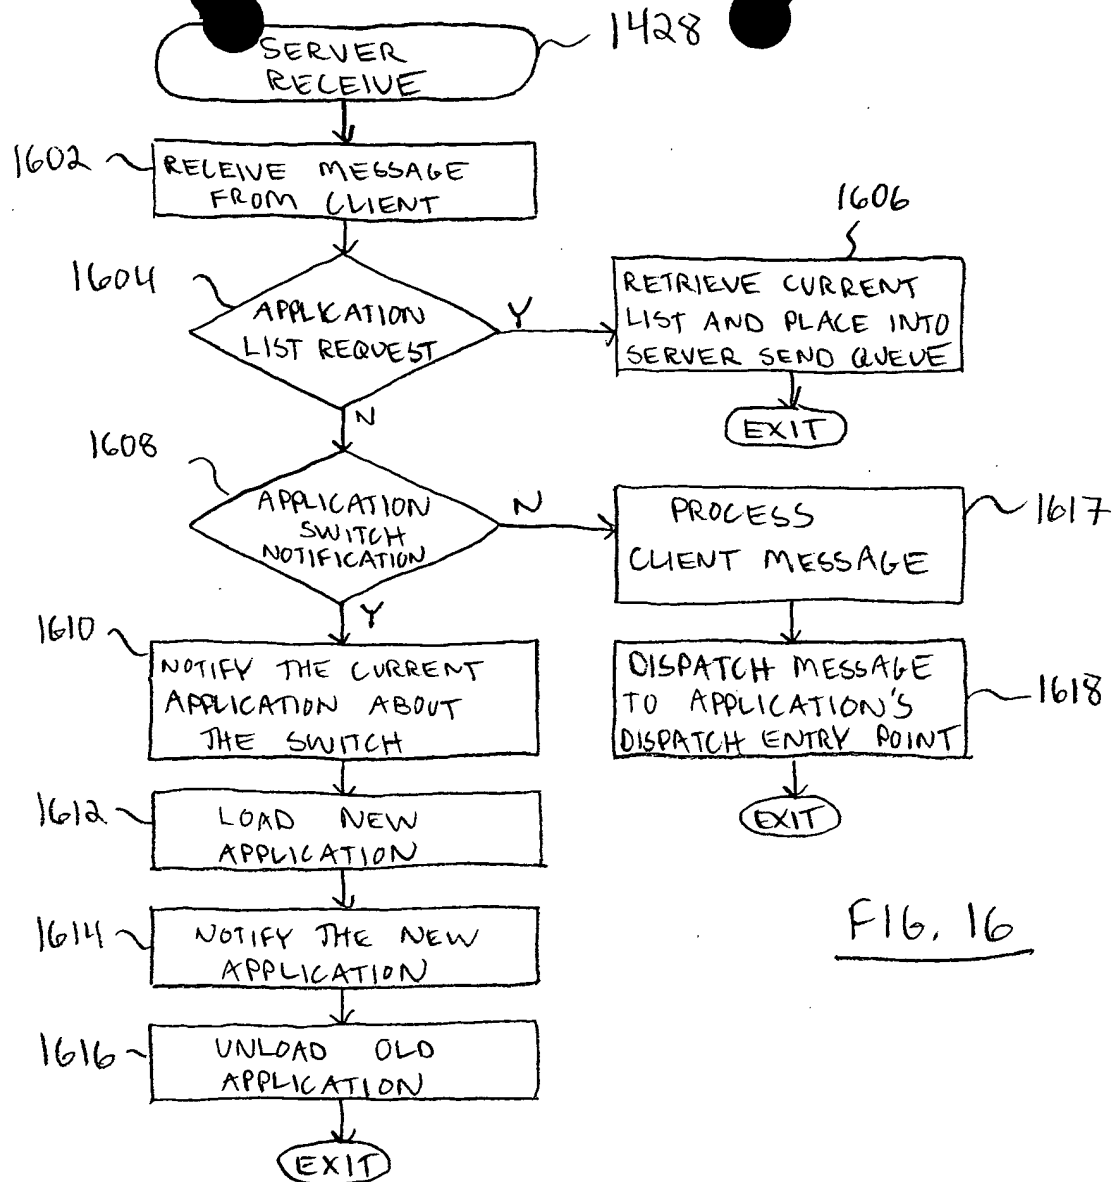 1428
SERVER
RECEIVE
1602
RECEIVE MESSAGE
FROM CLIENT
1604
APPLICATION
LIST REQUEST
Y
1606
RETRIEVE CURRENT
LIST AND PLACE INTO
SERVER SEND QUEUE
EXIT
N
1608
APPLICATION
SWITCH
NOTIFICATION
N
PROCESS
CLIENT MESSAGE
1617
DISPATCH MESSAGE
TO APPLICATION'S
DISPATCH ENTRY POINT
1618
EXIT
Y
1610
NOTIFY THE CURRENT
APPLICATION ABOUT
THE SWITCH
1612
LOAD NEW
APPLICATION
1614
NOTIFY THE NEW
APPLICATION
1616
UNLOAD OLD
APPLICATION
EXIT
FIG. 16